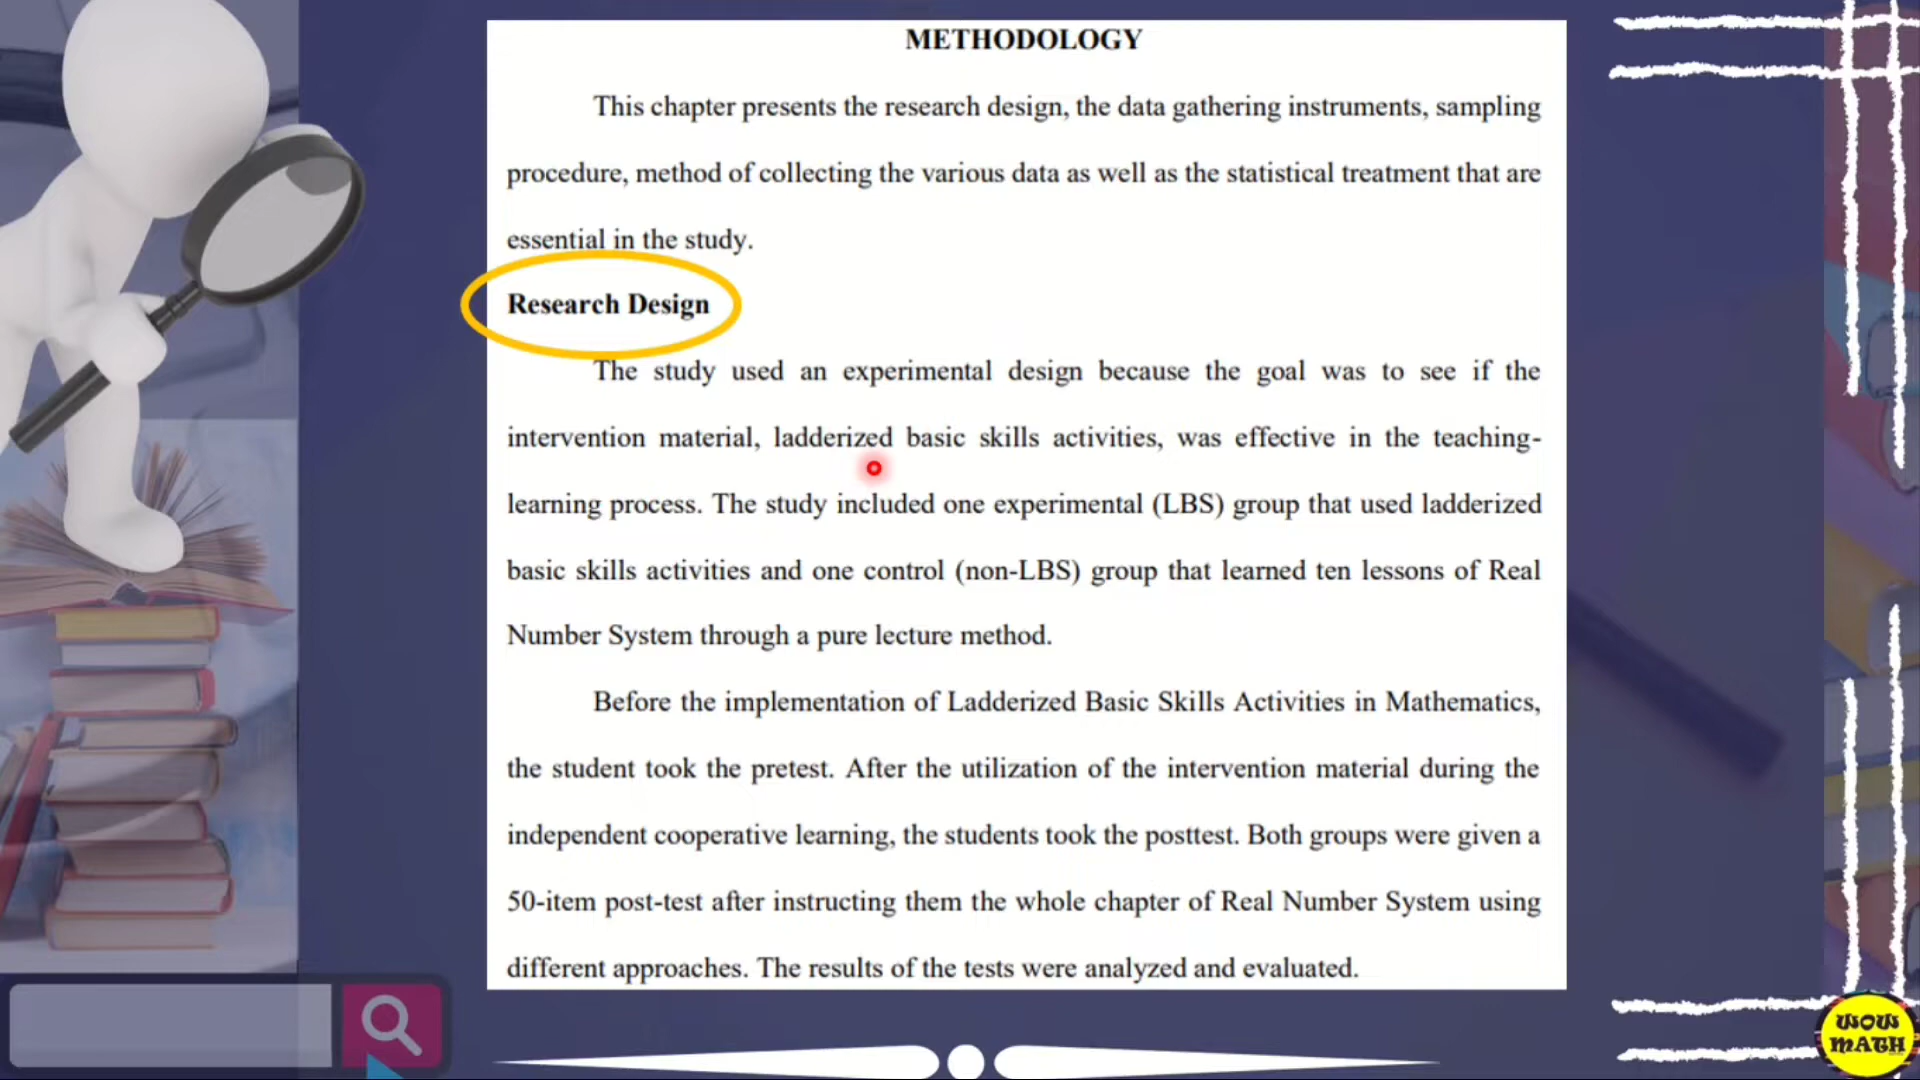 METHODOLOGY
This chapter presents the research design, the data gathering instruments, sampling
procedure, method of collecting the various data as well as the statistical treatment that are
essential in the study.
Research Design
The study used an experimental design because the goal was to see if the
intervention material, ladderized basic skills activities, was effective in the teaching-
learning process. The study included one experimental (LBS) group that used ladderized
basic skills activities and one control (non-LBS) group that learned ten lessons of Real
Number System through a pure lecture method.
Before the implementation of Ladderized Basic Skills Activities in Mathematics,
the student took the pretest. After the utilization of the intervention material during the
independent cooperative learning, the students took the posttest. Both groups were given a
50-item post-test after instructing them the whole chapter of Real Number System using
different approaches. The results of the tests were analyzed and evaluated.
WOW
MATH